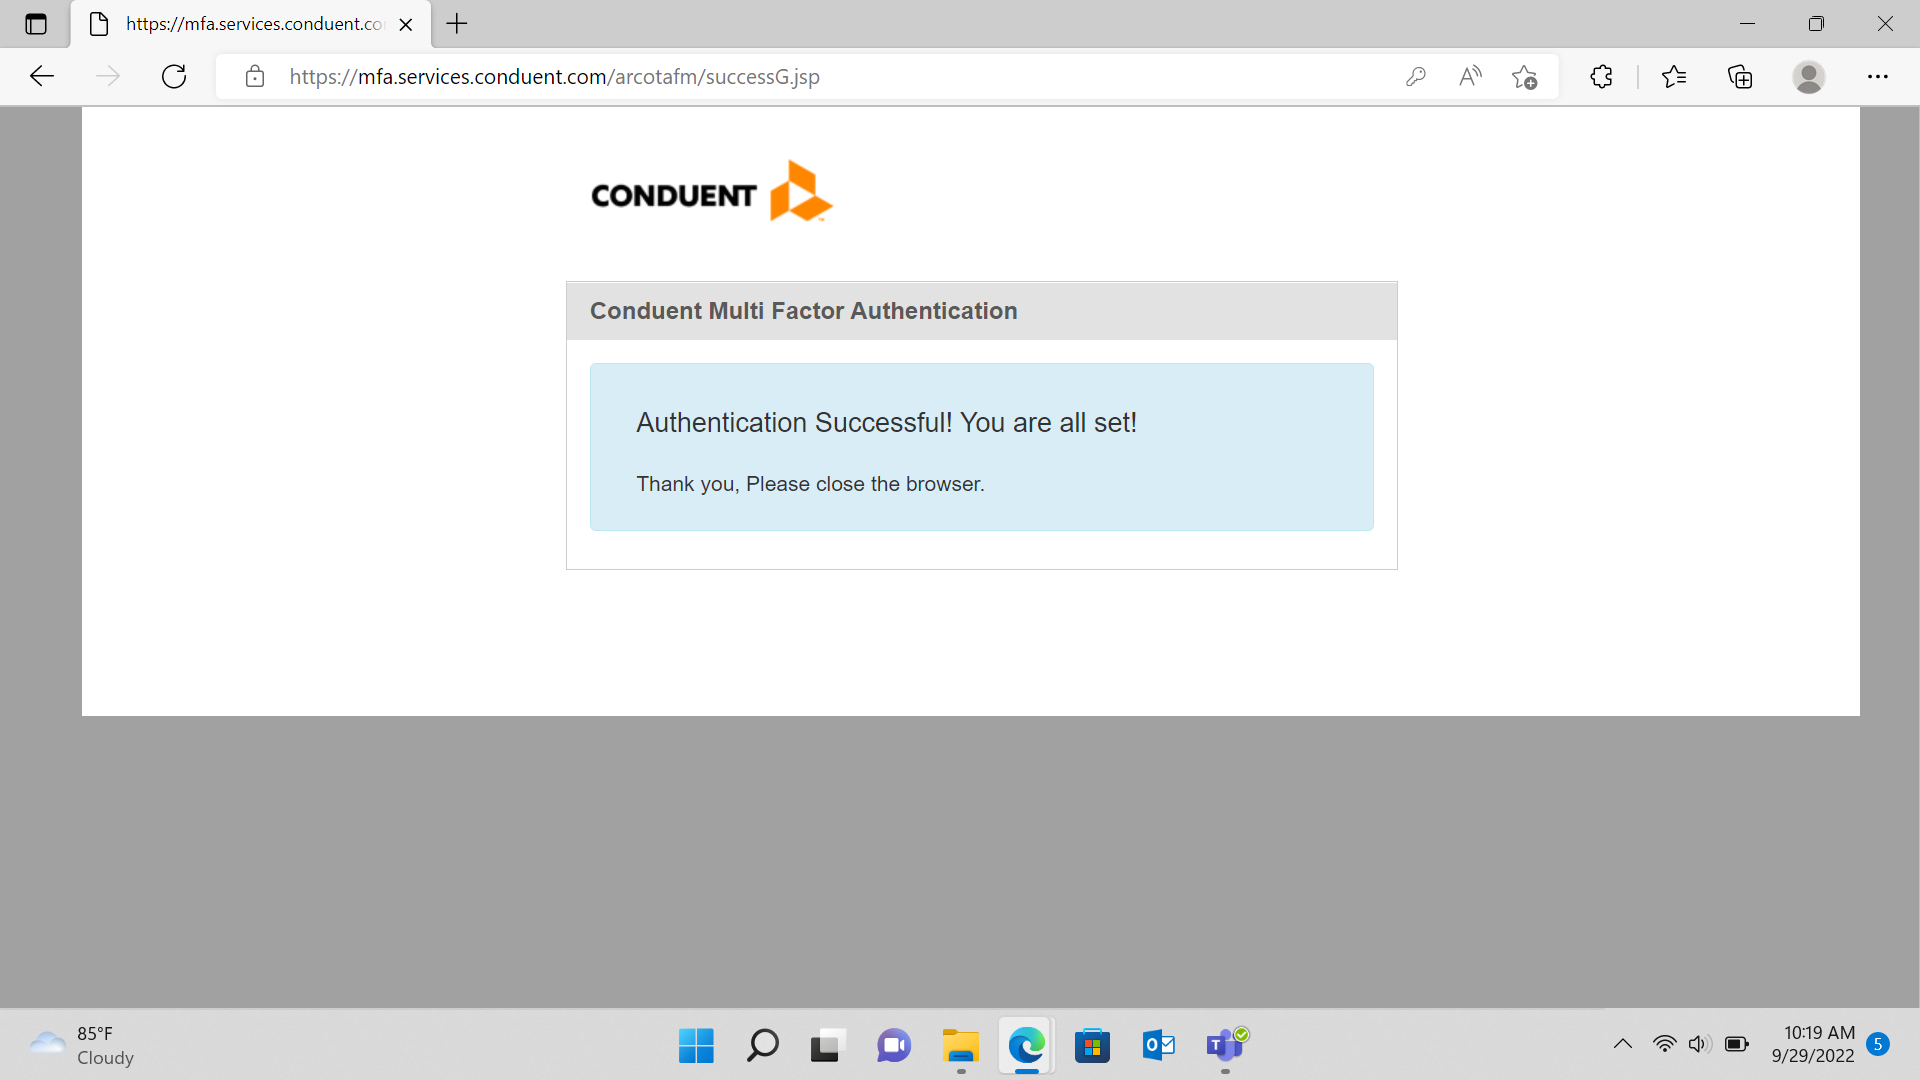 https://mfa.services.conduent.co
https://mfa.services.conduent.com/arcotafm/successG.jsp
CONDUENT
Conduent Multi Factor Authentication
Authentication Successful! You are all set!
Thank you, Please close the browser.
85°F
Cloudy
10:19 AM
9/29/2022
5